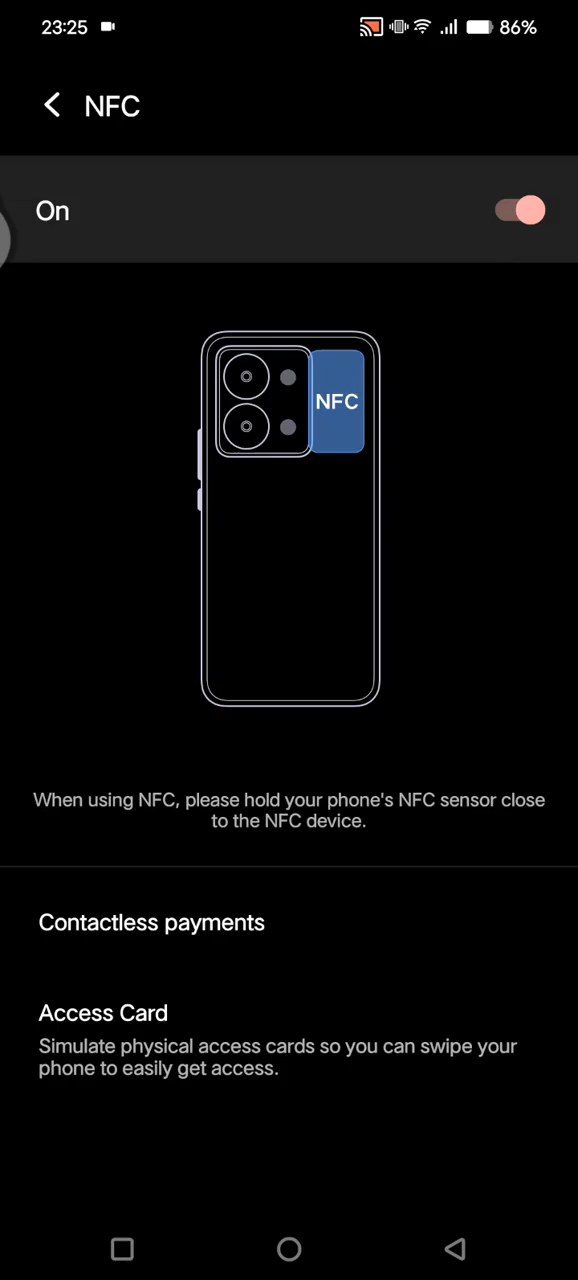 23:25
86%
NFC
On
NFC
When using NFC, please hold your phone's NFC sensor close
to the NFC device.
Contactless payments
Access Card
Simulate physical access cards so you can swipe your
phone to easily get access.